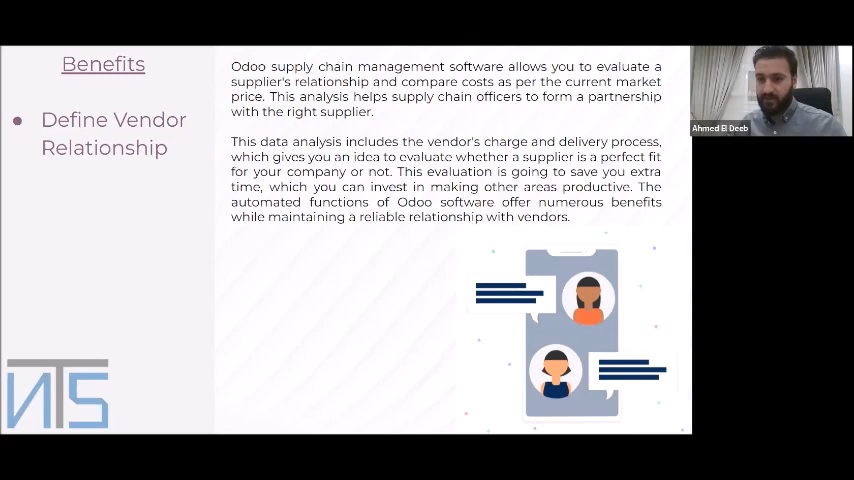 Benefits
● Define Vendor
Relationship
Odoo supply chain management software allows you to evaluate a
supplier's relationship and compare costs as per the current market
price. This analysis helps supply chain officers to form a partnership
with the right supplier.
This data analysis includes the vendor's charge and delivery process,
which gives you an idea to evaluate whether a supplier is a perfect fit
for your company or not. This evaluation is going to save you extra
time, which you can invest in making other areas productive. The
automated functions of Odoo software offer numerous benefits
while maintaining a reliable relationship with vendors.
Ahmed El Deeb
NTS